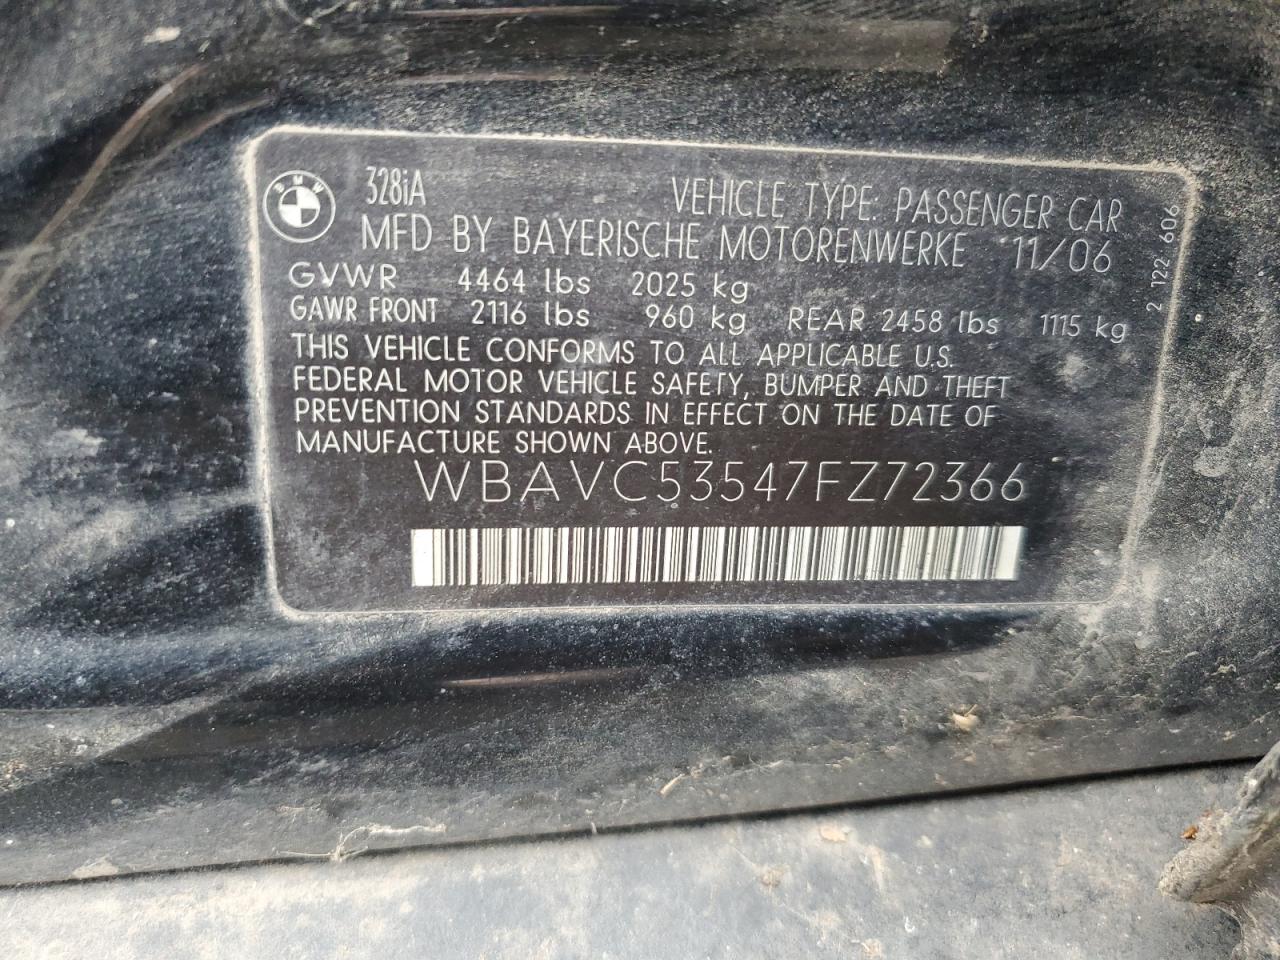 BMW
328iA VEHICLE TYPE: PASSENGER CAR
MFD BY BAYERISCHE MOTORENWERKE 11/06
GVWR 4464 lbs 2025 kg
GAWR FRONT 2116 lbs 960 kg REAR 2458 lbs 1115 kg
THIS VEHICLE CONFORMS TO ALL APPLICABLE U.S.
FEDERAL MOTOR VEHICLE SAFETY, BUMPER AND THEFT
PREVENTION STANDARDS IN EFFECT ON THE DATE OF
MANUFACTURE SHOWN ABOVE.
WBAVC53547FZ72366
2 122 606